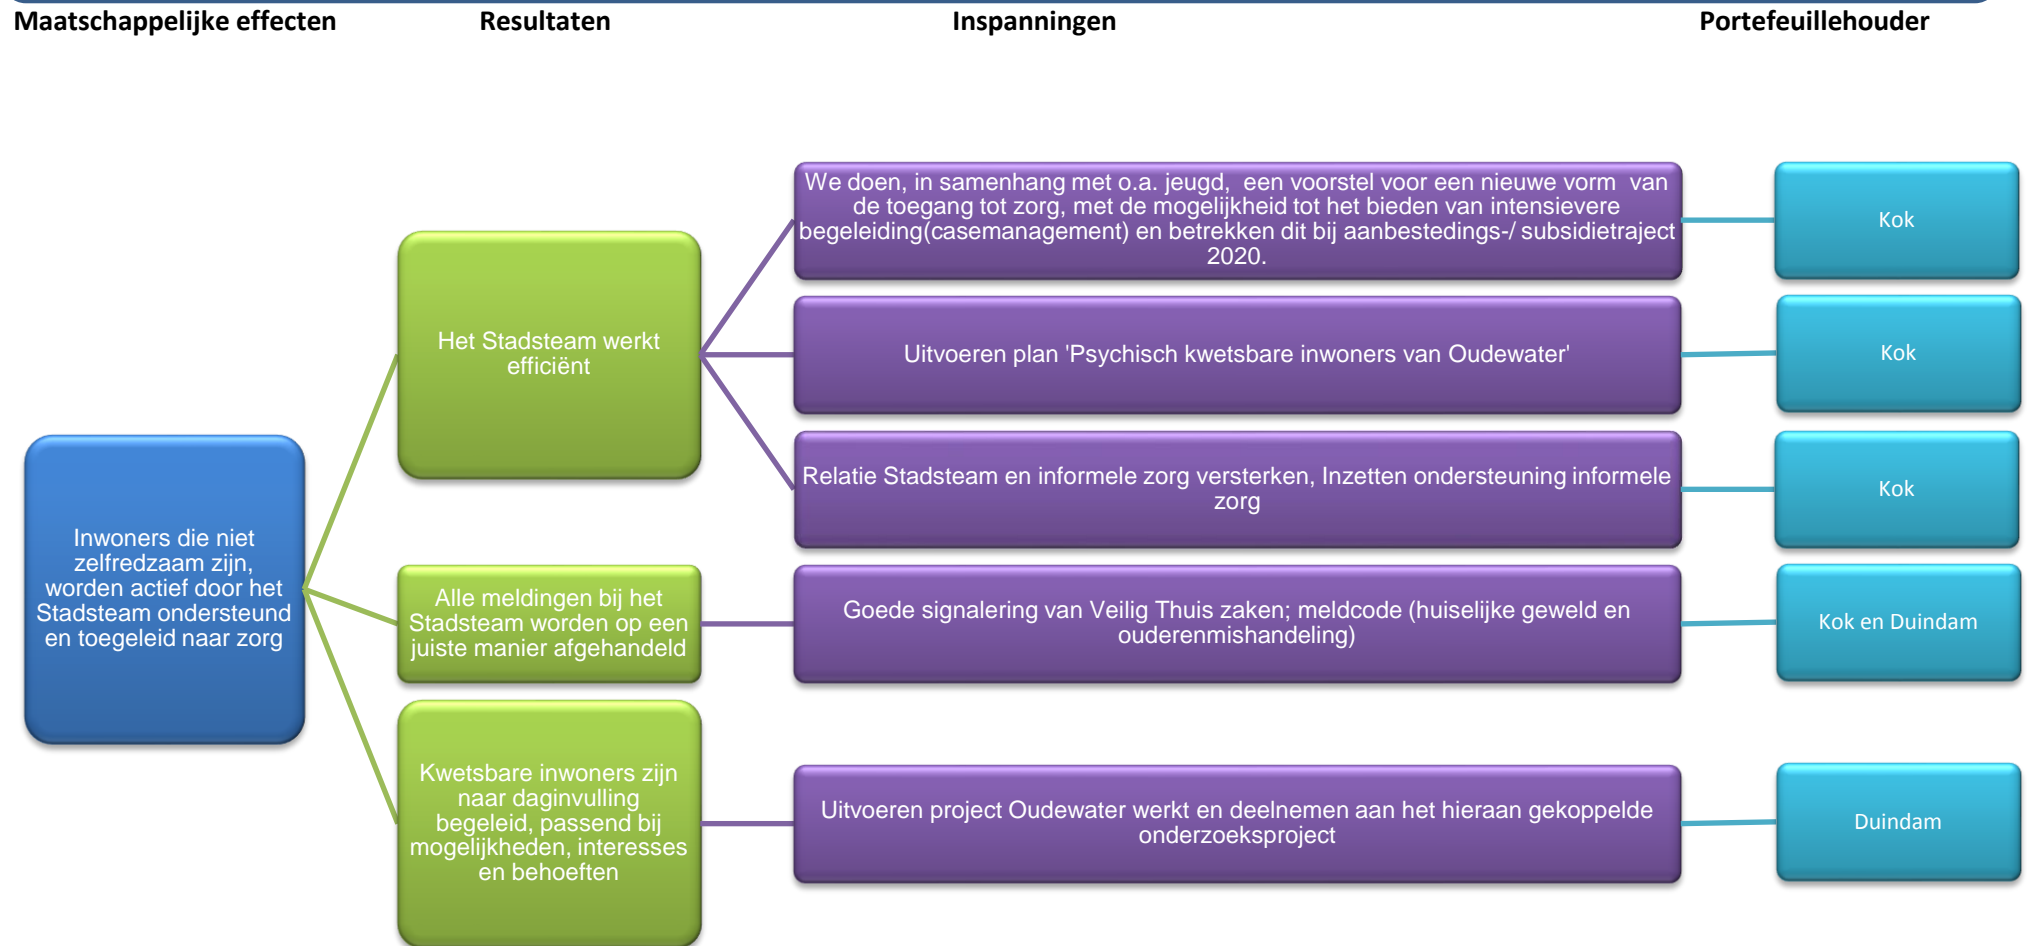 Maatschappelijke effecten Resultaten Inspanningen Portefeuillehouder
Inwoners die niet
zelfredzaam zijn,
worden actief door het
Stadsteam ondersteund
en toegeleid naar zorg
Het Stadsteam werkt
efficiënt
We doen, in samenhang met o.a. jeugd,  een voorstel voor een nieuwe vorm  van
de toegang tot zorg, met de mogelijkheid tot het bieden van intensievere
begeleiding(casemanagement) en betrekken dit bij aanbestedings-/ subsidietraject
2020.
Kok
Uitvoeren plan 'Psychisch kwetsbare inwoners van Oudewater'
Kok
Relatie Stadsteam en informele zorg versterken, Inzetten ondersteuning informele
zorg
Kok
Alle meldingen bij het
Stadsteam worden op een
juiste manier afgehandeld
Goede signalering van Veilig Thuis zaken; meldcode (huiselijke geweld en
ouderenmishandeling)
Kok en Duindam
Kwetsbare inwoners zijn
naar daginvulling
begeleid, passend bij
mogelijkheden, interesses
en behoeften
Uitvoeren project Oudewater werkt en deelnemen aan het hieraan gekoppelde
onderzoeksproject
Duindam